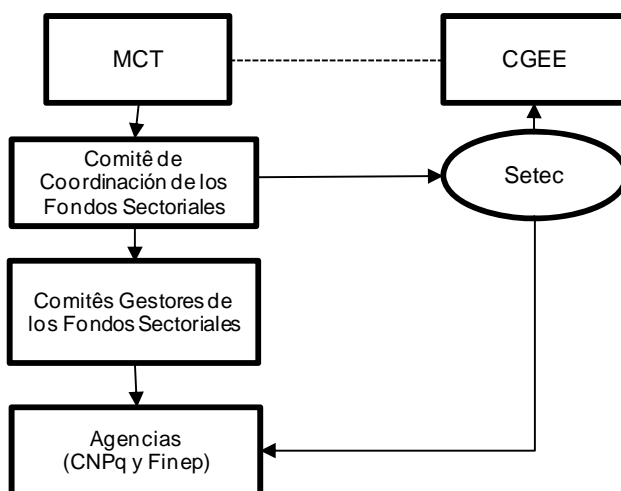 MCT
CGEE
Comitê de
Coordinación de los
Fondos Sectoriales
Setec
Comitês Gestores de
los Fondos Sectoriales
Agencias
(CNPq y Finep)